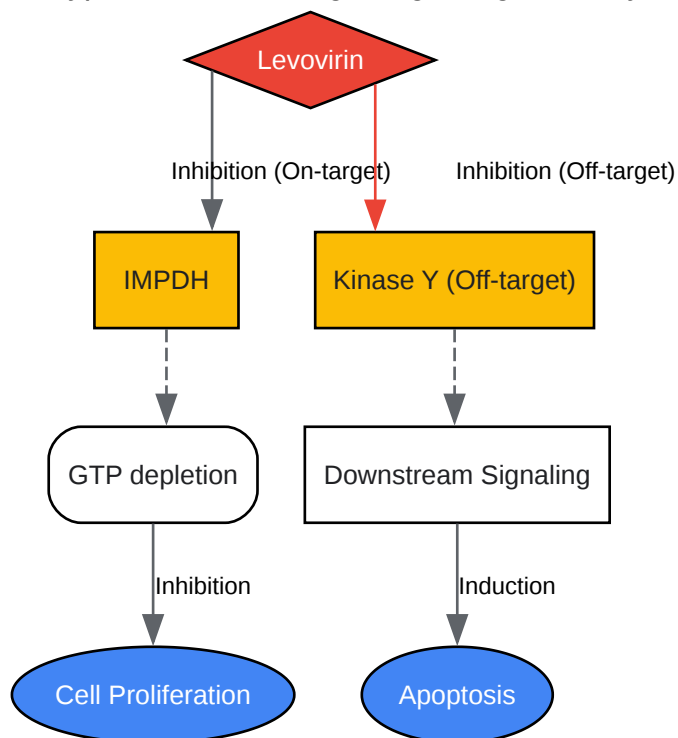 Levovirin
Inhibition (On-target)
Inhibition (Off-target)
IMPDH
Kinase Y (Off-target)
GTP depletion
Downstream Signaling
Inhibition
Induction
Cell Proliferation
Apoptosis